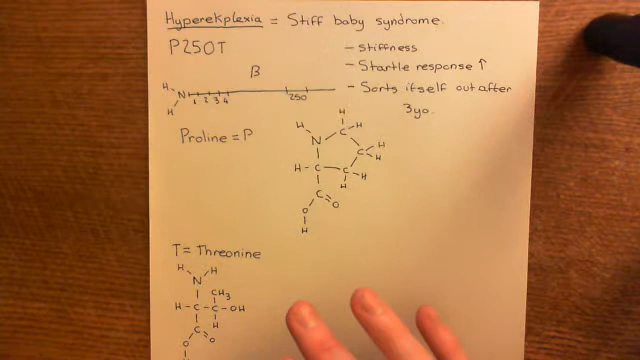 Hyperekplexia = Stiff baby syndrome.
P250T
- Stiffness
- Startle response ↑
- Sorts itself out after
3yo.
β
H
N
H
1 2 3 4
250
Proline = P
H
H
N
C
H
C
H
H
H - C - C
H
H
C
O
O
H
T = Threonine
H
H
N
CH3
H - C - C - OH
H
C
O
O